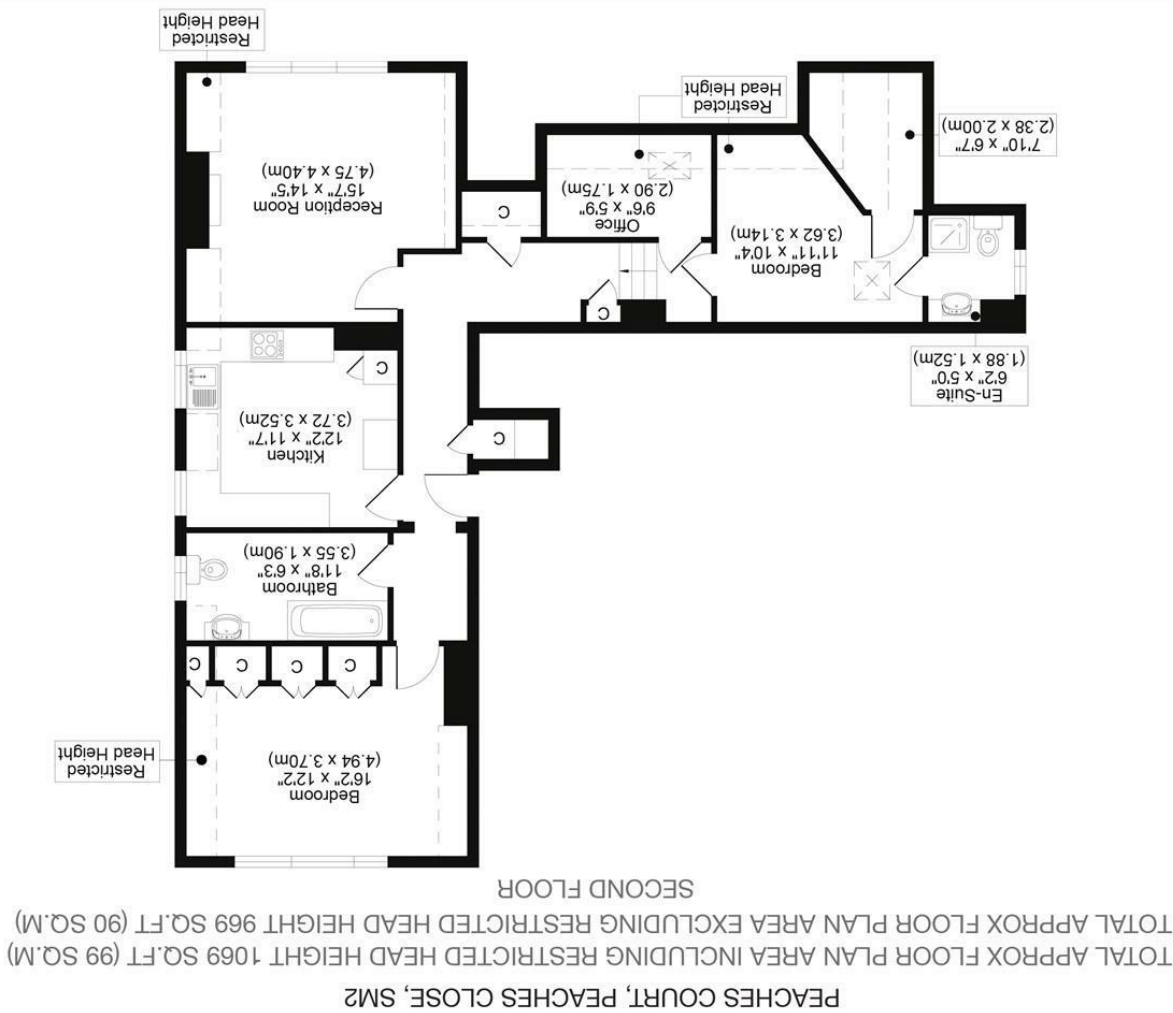 PEACHES COURT, PEACHES CLOSE, SM2
TOTAL APPROX FLOOR PLAN AREA INCLUDING RESTRICTED HEAD HEIGHT 1069 SQ.FT (99 SQ.M)
TOTAL APPROX FLOOR PLAN AREA EXCLUDING RESTRICTED HEAD HEIGHT 969 SQ.FT (90 SQ.M)
SECOND FLOOR
Bedroom
16'2" x 12'2"
(4.94 x 3.70m)
Restricted
Head Height
C
C
C
C
Bathroom
11'8" x 6'3"
(3.55 x 1.90m)
Kitchen
12'2" x 11'7"
(3.72 x 3.52m)
C
C
En-Suite
6'2" x 5'0"
(1.88 x 1.52m)
C
Bedroom
11'11" x 10'4"
(3.62 x 3.14m)
Office
9'6" x 5'9"
(2.90 x 1.75m)
C
Reception Room
15'7" x 14'5"
(4.75 x 4.40m)
7'10" x 6'7"
(2.38 x 2.00m)
Restricted
Head Height
Restricted
Head Height